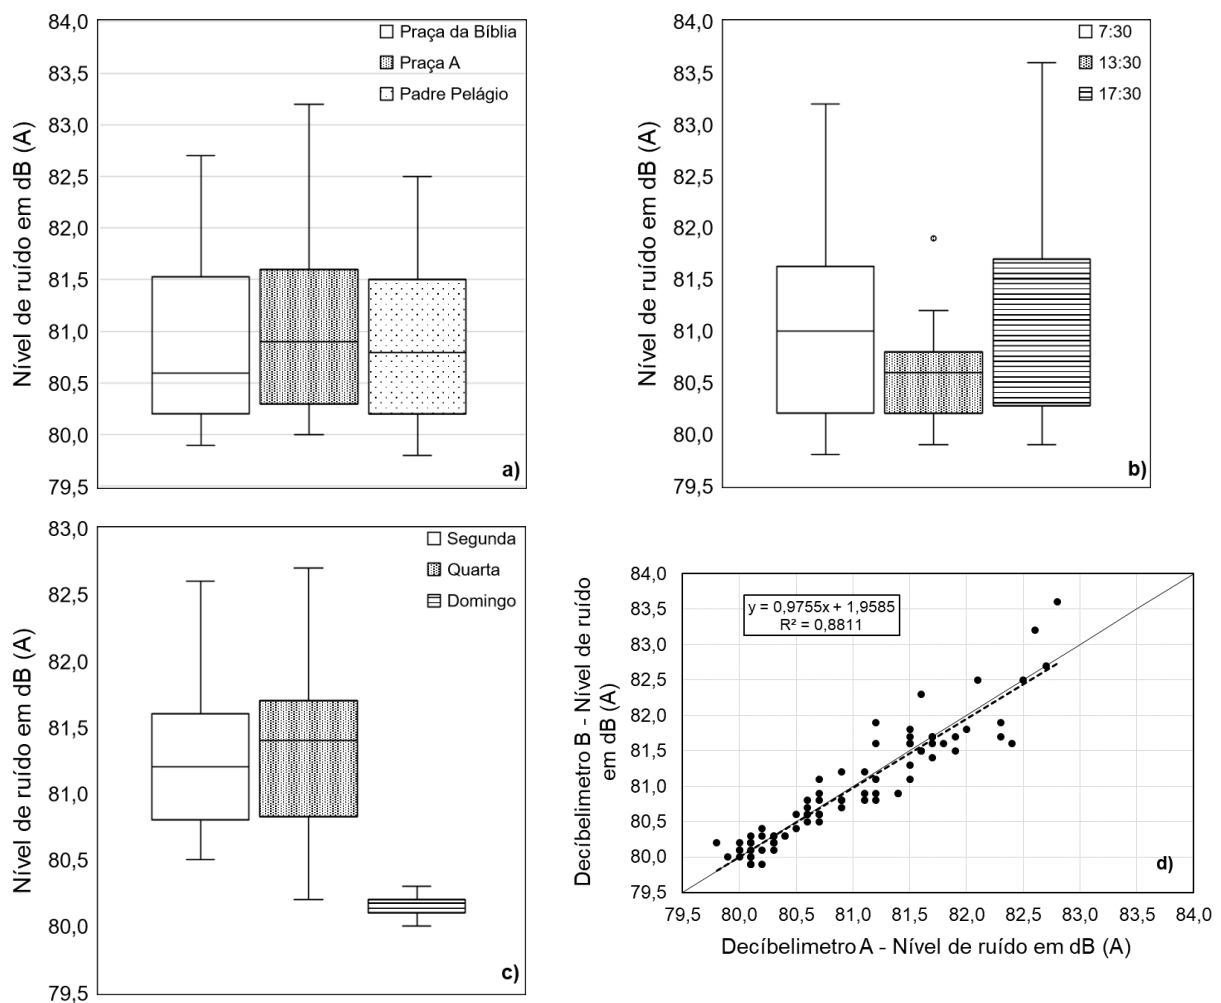 84,0
83,5
83,0
82,5
82,0
81,5
81,0
80,5
80,0
79,5
Nível de ruído em dB (A)
Praça da Bíblia
Praça A
Padre Pelágio
a)
84,0
83,5
83,0
82,5
82,0
81,5
81,0
80,5
80,0
79,5
Nível de ruído em dB (A)
7:30
13:30
17:30
b)
83,0
82,5
82,0
81,5
81,0
80,5
80,0
79,5
Nível de ruído em dB (A)
Segunda
Quarta
Domingo
c)
Decíbelimetro B - Nível de ruído
em dB (A)
84,0
83,5
83,0
82,5
82,0
81,5
81,0
80,5
80,0
79,5
y = 0,9755x + 1,9585
R² = 0,8811
d)
79,5 80,0 80,5 81,0 81,5 82,0 82,5 83,0 83,5 84,0
Decíbelimetro A - Nível de ruído em dB (A)